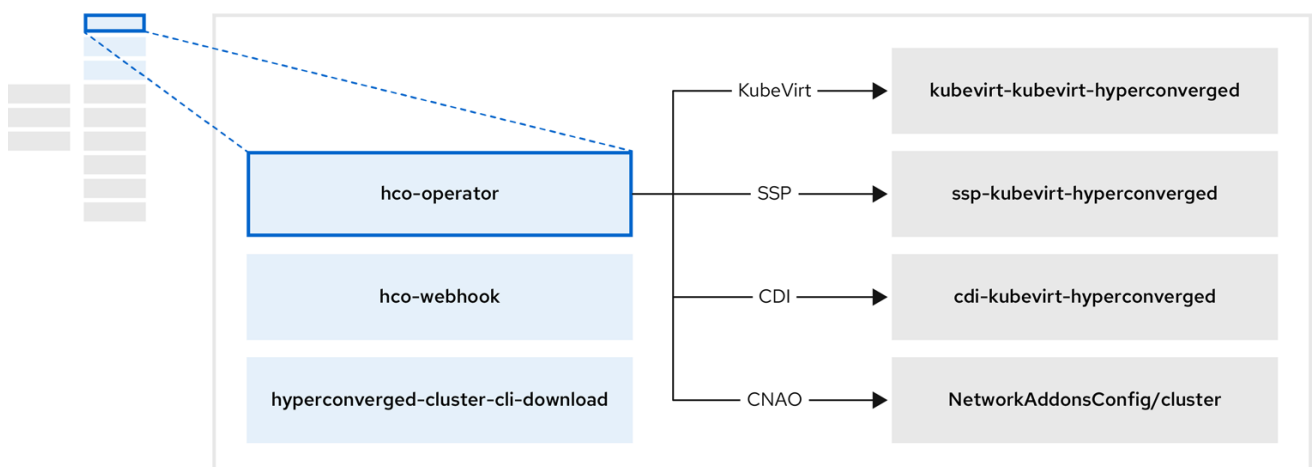 KubeVirt
kubevirt-kubevirt-hyperconverged
hco-operator
SSP
ssp-kubevirt-hyperconverged
hco-webhook
CDI
cdi-kubevirt-hyperconverged
hyperconverged-cluster-cli-download
CNAO
NetworkAddonsConfig/cluster